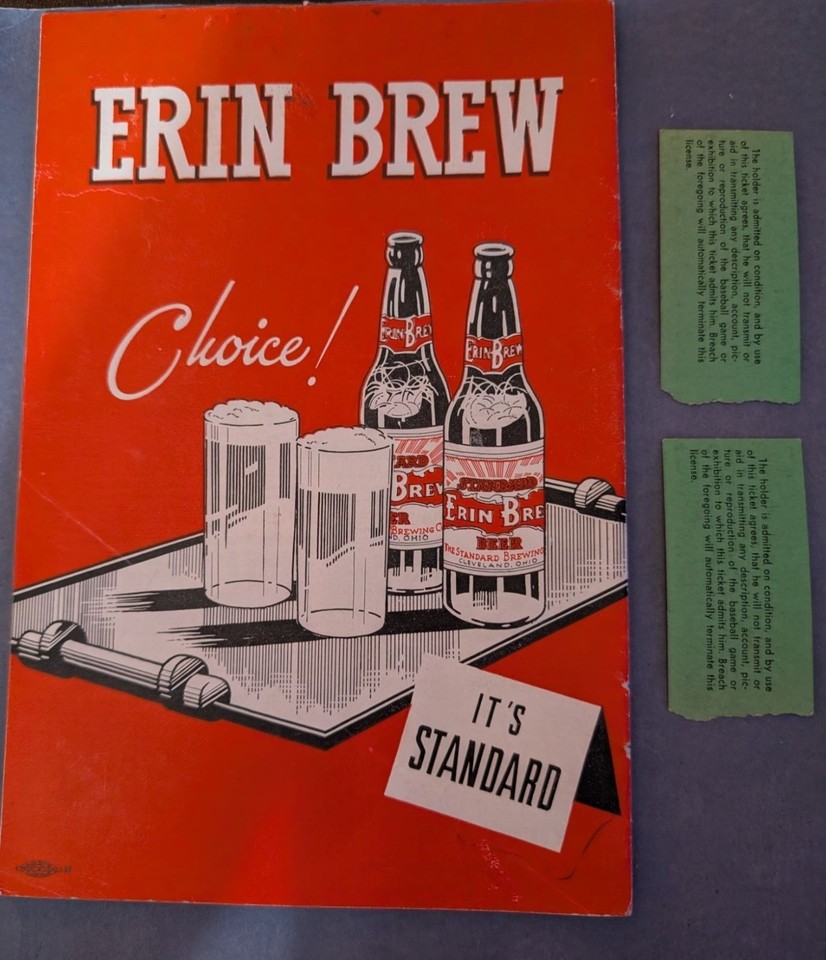 ERIN BREW
Choice!
ERIN BREW
ERIN BREW
ARD
BREW
ER
BREWING C
D. OHIO
STANDARD
ERIN BRE
BEER
THE STANDARD BREWING
CLEVELAND, OHIO
IT'S
STANDARD
The holder is admitted on condition, and by use
of this ticket agrees, that he will not transmit or
aid in transmitting any description, account, pic-
ture or reproduction of the baseball game or
exhibition to which this ticket admits him. Breach
of the foregoing will automatically terminate this
license.
The holder is admitted on condition, and by use
of this ticket agrees, that he will not transmit or
aid in transmitting any description, account, pic-
ture or reproduction of the baseball game or
exhibition to which this ticket admits him. Breach
of the foregoing will automatically terminate this
license.